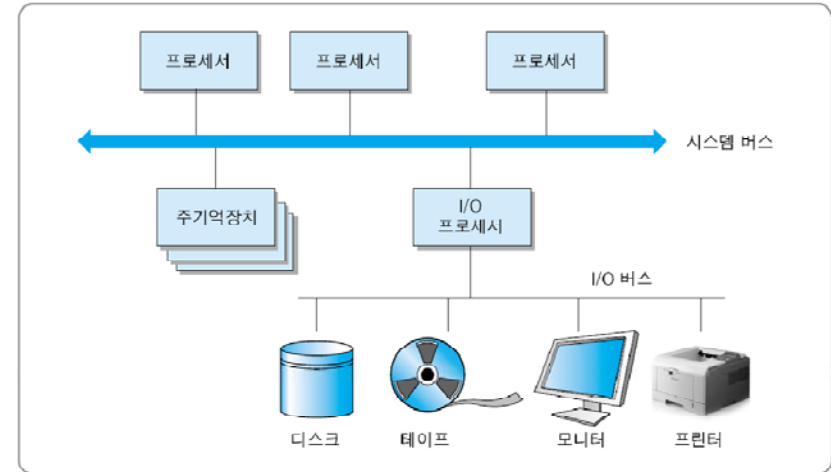 프로세서 프로세서 프로세서
시스템 버스
주기억장치
I/O
프로세서
I/O 버스
디스크 테이프 모니터 프린터